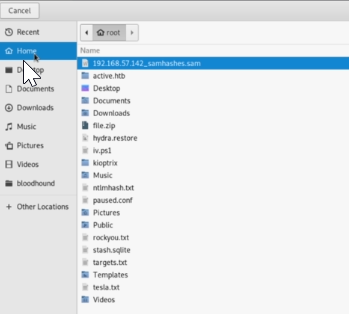 Cancel
Recent
Home
Desktop
Documents
Downloads
Music
Pictures
Videos
bloodhound
Other Locations
root
Name
192.168.57.142_samhashes.sam
active.htb
Desktop
Documents
Downloads
file.zip
hydra.restore
iv.ps1
kioptrix
Music
ntlmhash.txt
paused.conf
Pictures
Public
rockyou.txt
stash.sqlite
targets.txt
Templates
tesla.txt
Videos